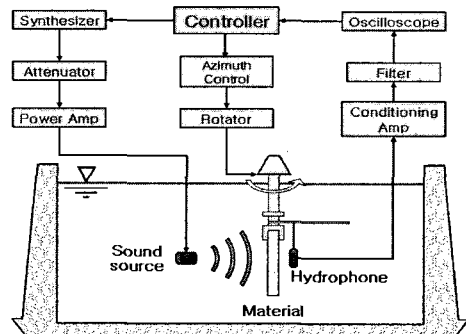 Synthesizer
Controller
Oscilloscope
Attenuator
Azimuth
Control
Filter
Power Amp
Rotator
Conditioning
Amp
Sound
source
Hydrophone
Material